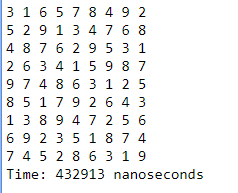 3 1 6 5 7 8 4 9 2
5 2 9 1 3 4 7 6 8
4 8 7 6 2 9 5 3 1
2 6 3 4 1 5 9 8 7
9 7 4 8 6 3 1 2 5
8 5 1 7 9 2 6 4 3
1 3 8 9 4 7 2 5 6
6 9 2 3 5 1 8 7 4
7 4 5 2 8 6 3 1 9
Time: 432913 nanoseconds